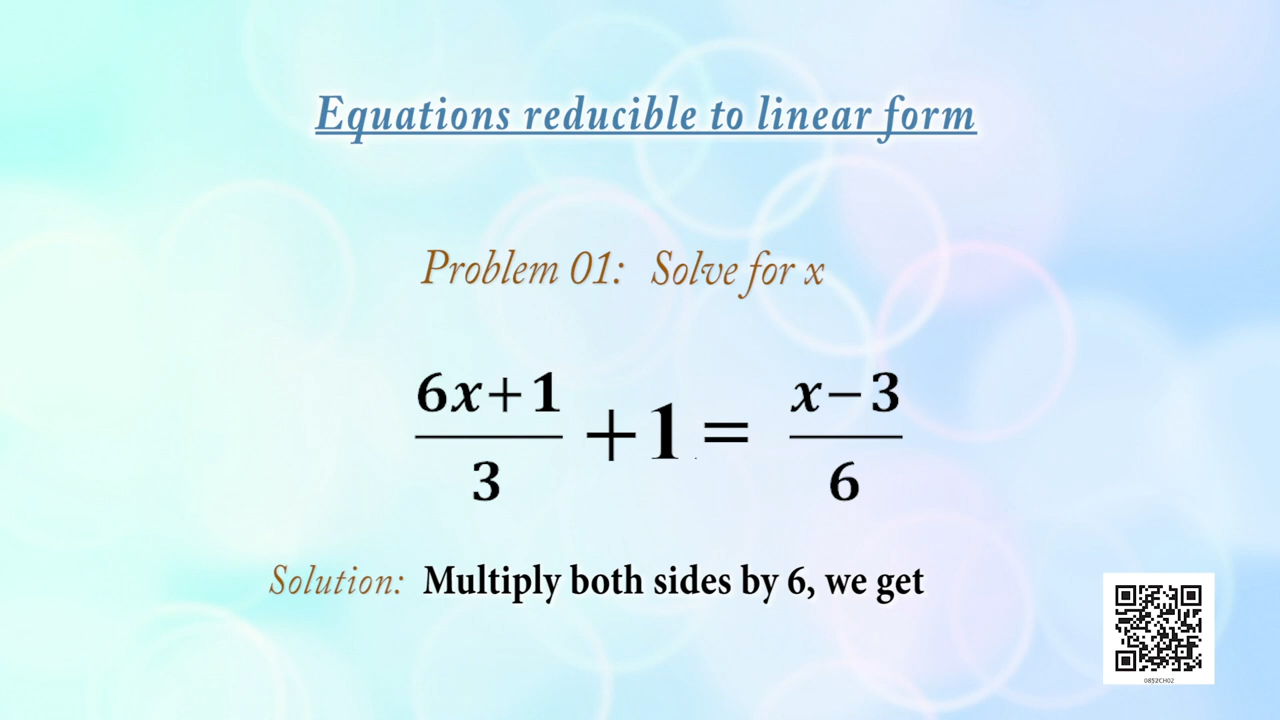 Equations reducible to linear form
Problem 01: Solve for x
6x+1/3 +1 = x−3/6
Solution: Multiply both sides by 6, we get
0852CH02